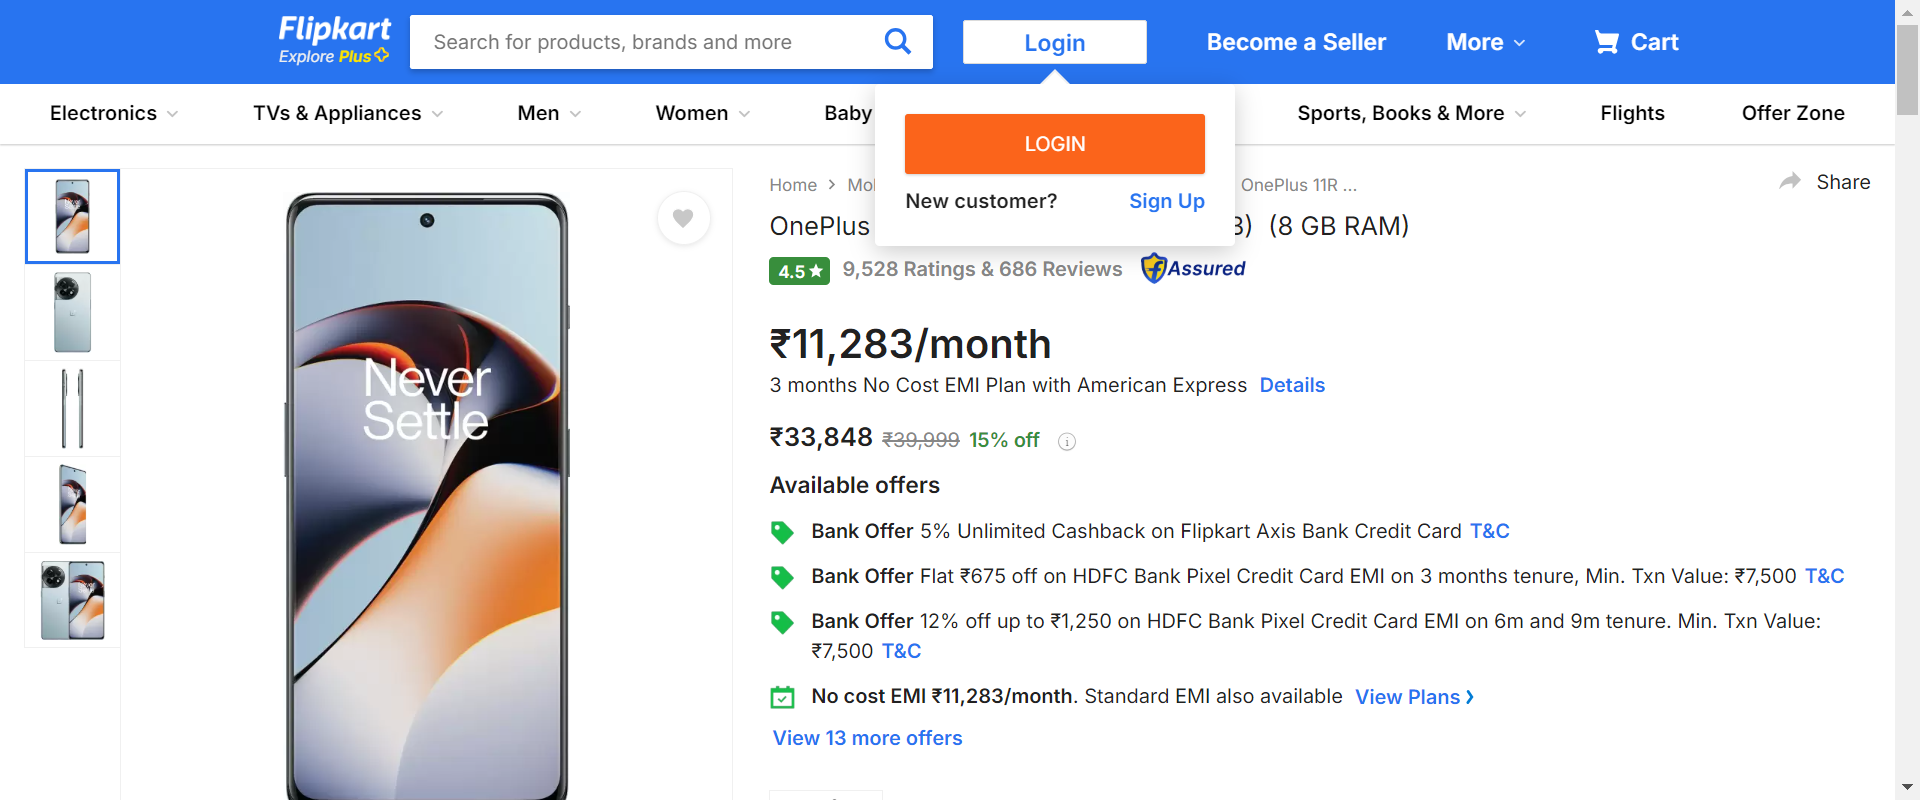 Flipkart
Explore Plus
Search for products, brands and more
Login
Become a Seller
More
Cart
Electronics
TVs & Appliances
Men
Women
Baby
Sports, Books & More
Flights
Offer Zone
LOGIN
New customer?
Sign Up
Home
OnePlus 11R ...
Share
OnePlus
(8 GB RAM)
4.5
9,528 Ratings & 686 Reviews
Assured
Never
Settle
₹11,283/month
3 months No Cost EMI Plan with American Express Details
₹33,848 ₹39,999 15% off
Available offers
Bank Offer 5% Unlimited Cashback on Flipkart Axis Bank Credit Card T&C
Bank Offer Flat ₹675 off on HDFC Bank Pixel Credit Card EMI on 3 months tenure, Min. Txn Value: ₹7,500 T&C
Bank Offer 12% off up to ₹1,250 on HDFC Bank Pixel Credit Card EMI on 6m and 9m tenure. Min. Txn Value:
₹7,500 T&C
No cost EMI ₹11,283/month. Standard EMI also available View Plans
View 13 more offers